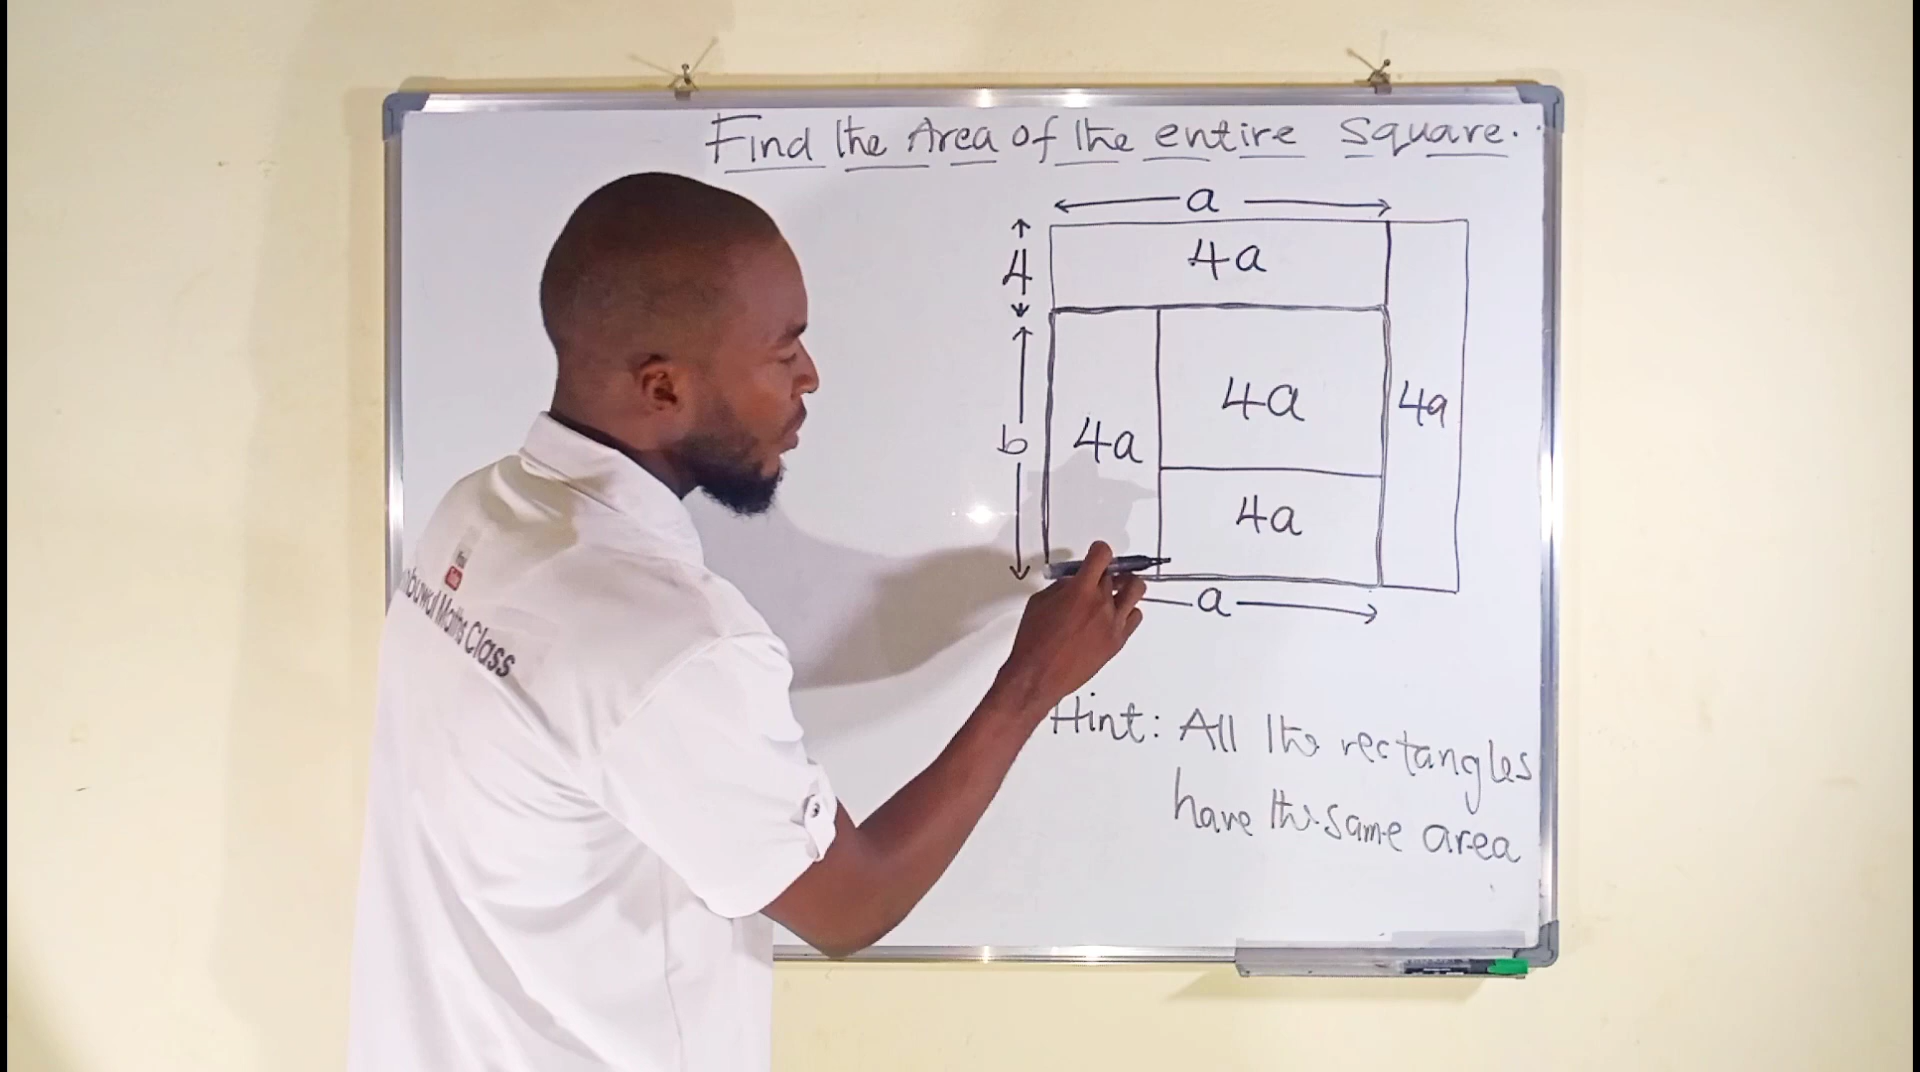 Find the Area of the entire square.
a
4
4a
b
4a
4a
4a
4a
a
Hint: All the rectangles
have the same area
Maths Class